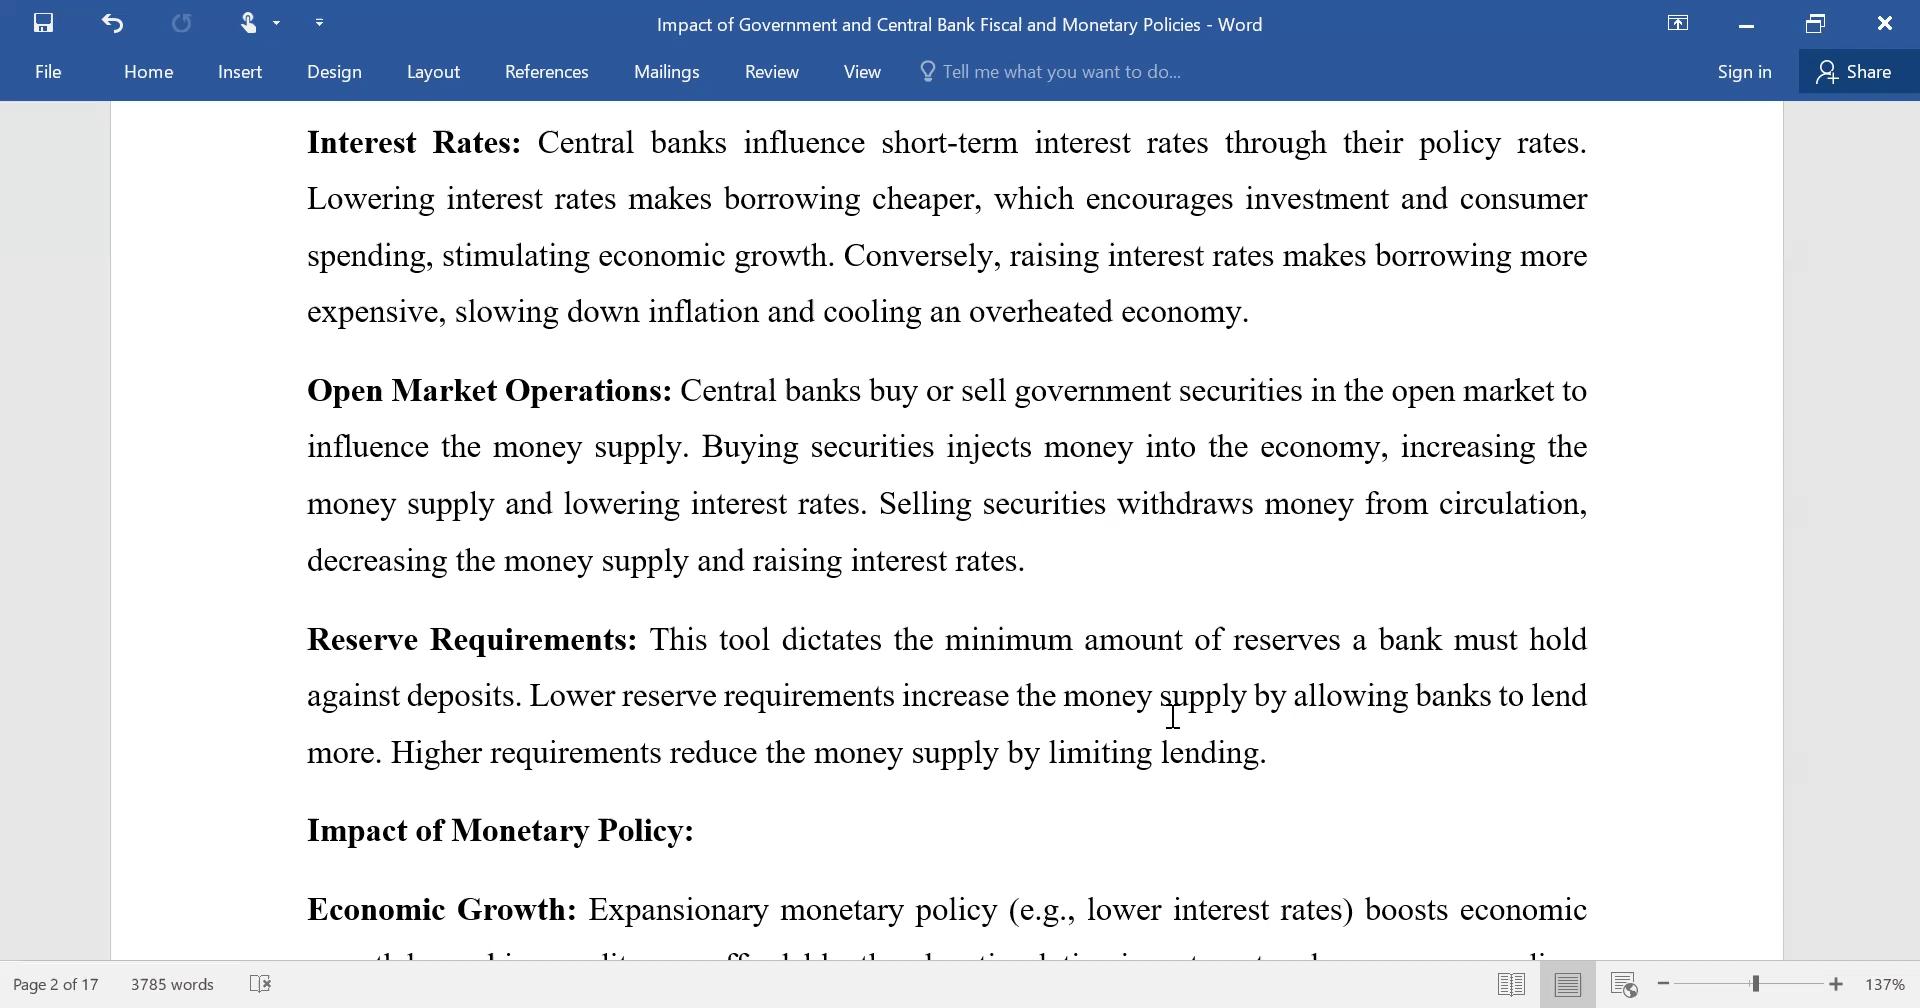 Impact of Government and Central Bank Fiscal and Monetary Policies - Word
File Home Insert Design Layout References Mailings Review View Tell me what you want to do... Sign in Share
Interest Rates: Central banks influence short-term interest rates through their policy rates.
Lowering interest rates makes borrowing cheaper, which encourages investment and consumer
spending, stimulating economic growth. Conversely, raising interest rates makes borrowing more
expensive, slowing down inflation and cooling an overheated economy.
Open Market Operations: Central banks buy or sell government securities in the open market to
influence the money supply. Buying securities injects money into the economy, increasing the
money supply and lowering interest rates. Selling securities withdraws money from circulation,
decreasing the money supply and raising interest rates.
Reserve Requirements: This tool dictates the minimum amount of reserves a bank must hold
against deposits. Lower reserve requirements increase the money supply by allowing banks to lend
more. Higher requirements reduce the money supply by limiting lending.
Impact of Monetary Policy:
Economic Growth: Expansionary monetary policy (e.g., lower interest rates) boosts economic
Page 2 of 17 3785 words 137%